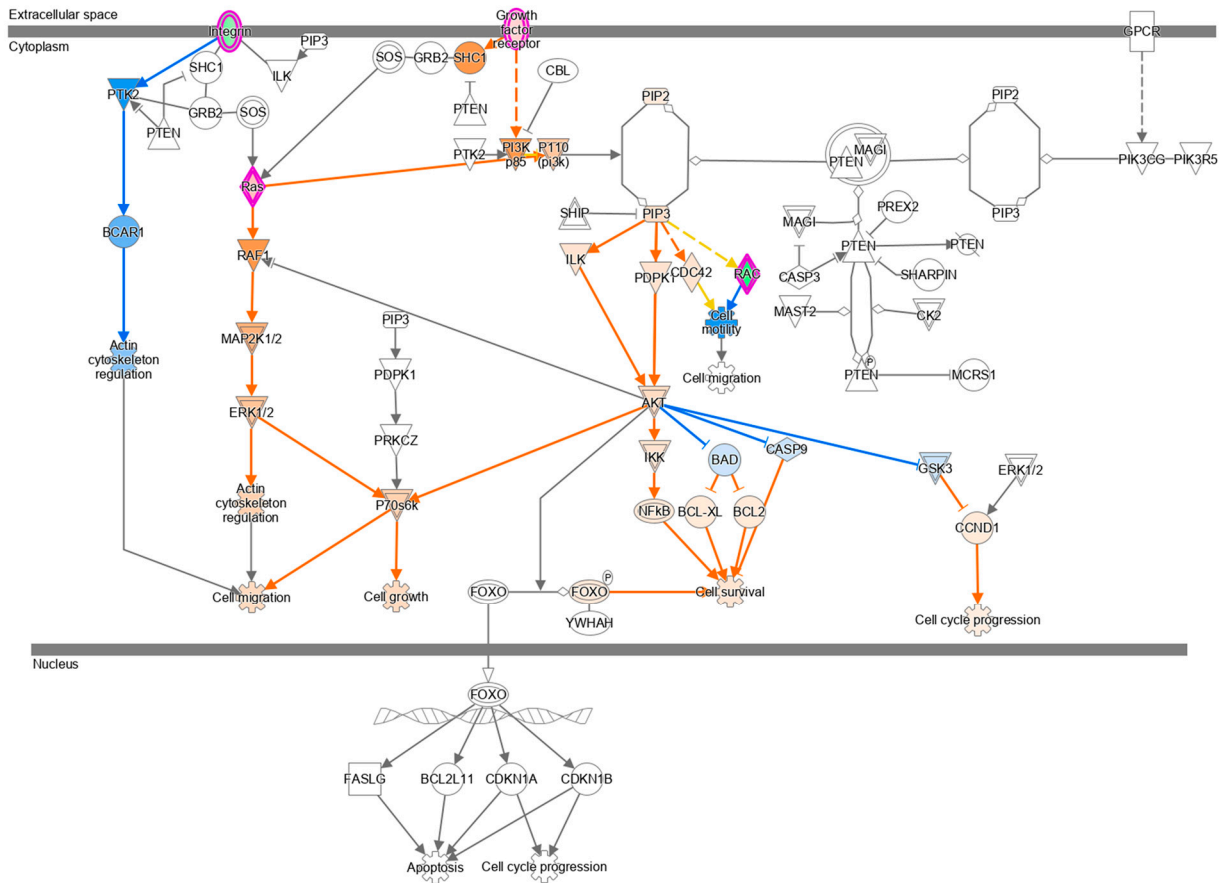 Extracellular space
Cytoplasm
Integrin
PIP3
SHC1
ILK
PTK2
GRB2
SOS
PTEN
Ras
BCAR1
RAF1
Actin
cytoskeleton
regulation
MAP2K1/2
ERK1/2
Actin
cytoskeleton
regulation
Cell migration
SOS
GRB2
SHC1
Growth
factor
receptor
PTEN
CBL
PTK2
PI3K
p85
P110
(pi3k)
PIP2
PIP3
SHIP
ILK
PDPK1
CDC42
RAC
Cell
motility
Cell migration
PIP3
PDPK1
PRKCZ
P70s6k
Cell growth
AKT
IKK
NFkB
BAD
CASP9
BCL-XL
BCL2
Cell survival
FOXO
FOXO
P
YWHAH
GSK3
ERK1/2
CCND1
Cell cycle progression
PTEN
MAGI
MAGI
PREX2
PTEN
PTEN
CASP3
SHARPIN
MAST2
CK2
P
PTEN
MCRS1
PIP2
PIP3
GPCR
PIK3CG
PIK3R5
Nucleus
FOXO
FASLG
BCL2L11
CDKN1A
CDKN1B
Apoptosis
Cell cycle progression